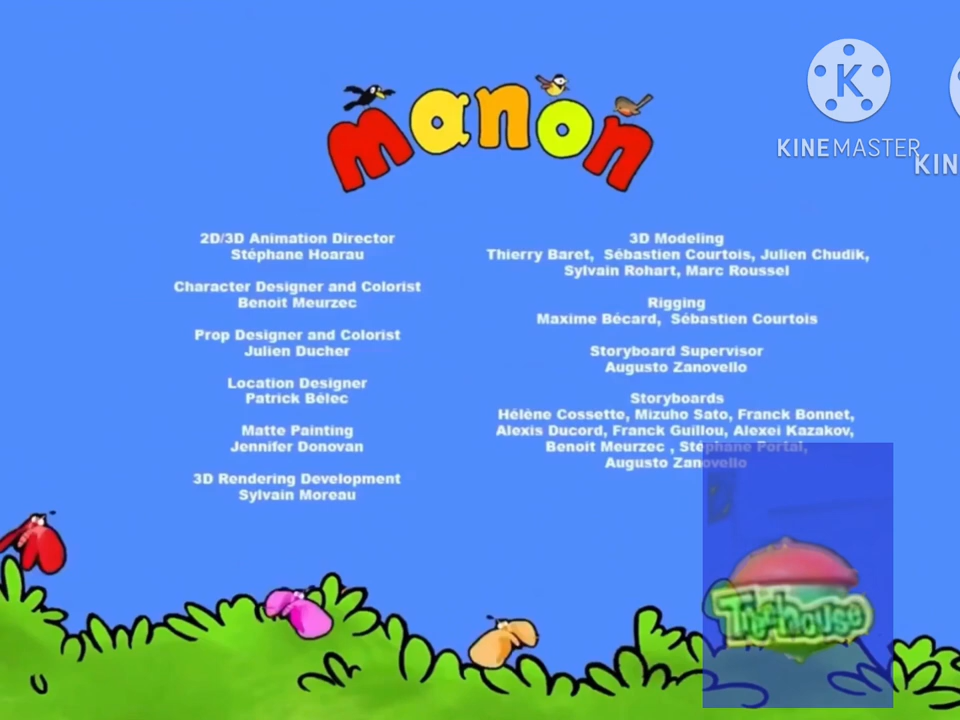 manon
K
KINEMASTER
KIN
2D/3D Animation Director
Stéphane Hoarau
Character Designer and Colorist
Benoit Meurzec
Prop Designer and Colorist
Julien Ducher
Location Designer
Patrick Bélec
Matte Painting
Jennifer Donovan
3D Rendering Development
Sylvain Moreau
3D Modeling
Thierry Baret, Sébastien Courtois, Julien Chudik,
Sylvain Rohart, Marc Roussel
Rigging
Maxime Bécard, Sébastien Courtois
Storyboard Supervisor
Augusto Zanovello
Storyboards
Hélène Cossette, Mizuho Sato, Franck Bonnet,
Alexis Ducord, Franck Guillou, Alexei Kazakov,
Benoit Meurzec , Stéphane Portal,
Augusto Zanovello
Treehouse